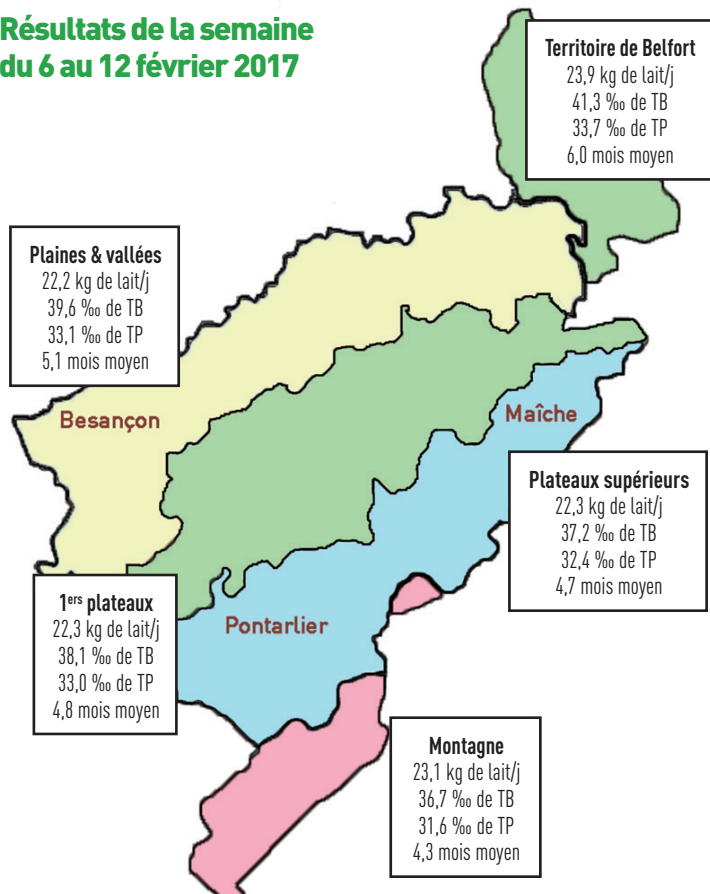 Résultats de la semaine
du 6 au 12 février 2017
Territoire de Belfort
23,9 kg de lait/j
41,3 ‰ de TB
33,7 ‰ de TP
6,0 mois moyen
Plaines & vallées
22,2 kg de lait/j
39,6 ‰ de TB
33,1 ‰ de TP
5,1 mois moyen
Besançon
Maîche
Plateaux supérieurs
22,3 kg de lait/j
37,2 ‰ de TB
32,4 ‰ de TP
4,7 mois moyen
1ers plateaux
22,3 kg de lait/j
38,1 ‰ de TB
33,0 ‰ de TP
4,8 mois moyen
Pontarlier
Montagne
23,1 kg de lait/j
36,7 ‰ de TB
31,6 ‰ de TP
4,3 mois moyen